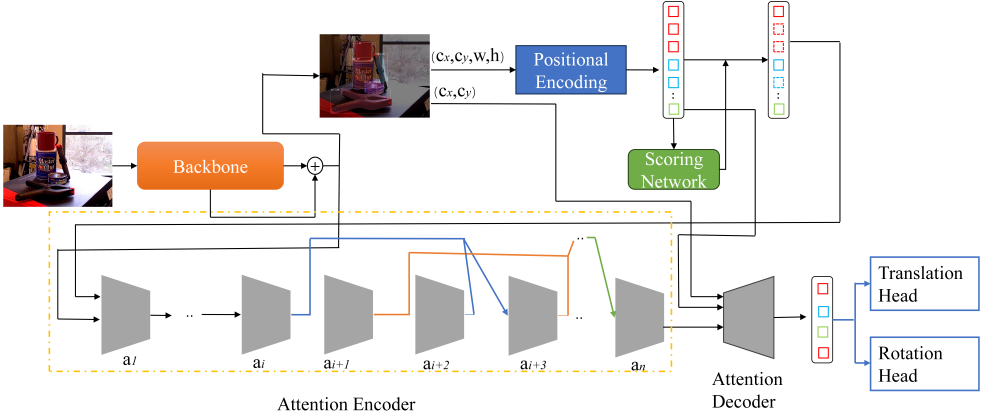 (cx,cy,w,h)
Positional
Encoding
(cx,cy)
Backbone
+
Scoring
Network
:
:
..
..
..
a1
ai
ai+1
ai+2
ai+3
an
Translation
Head
Rotation
Head
Attention
Decoder
Attention Encoder